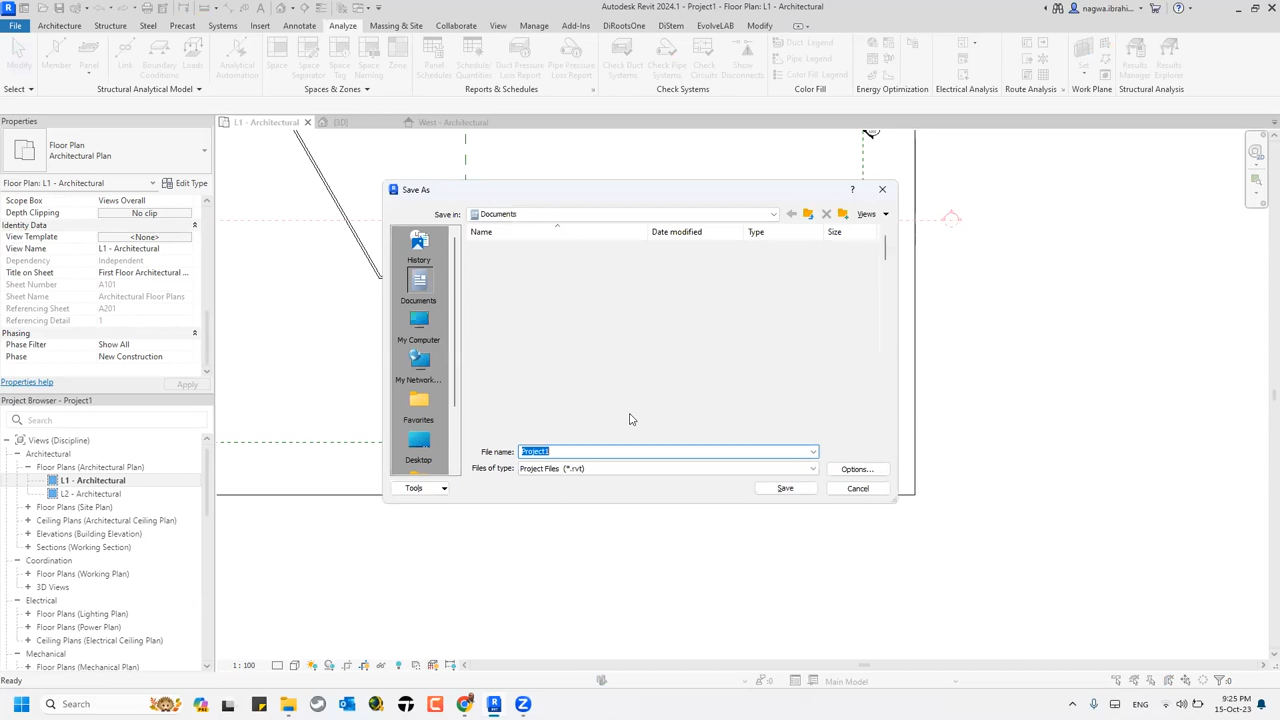 Autodesk Revit 2024.1 - Project1 - Floor Plan: L1 - Architectural
nagwa.ibrahi...
File
Architecture
Structure
Steel
Precast
Systems
Insert
Annotate
Analyze
Massing & Site
Collaborate
View
Manage
Add-Ins
DiRootsOne
DiStem
EvolveLAB
Modify
Modify
Member
Panel
Link
Boundary Conditions
Loads
Analytical Automation
Space
Space Separator
Space Tag
Space Naming
Zone
Panel Schedules
Schedule/ Quantities
Duct Pressure Loss Report
Pipe Pressure Loss Report
Check Duct Systems
Check Pipe Systems
Check Circuits
Show Disconnects
Duct Legend
Pipe Legend
Color Fill Legend
Set
Results Manager
Results Explorer
Select
Structural Analytical Model
Spaces & Zones
Reports & Schedules
Check Systems
Color Fill
Energy Optimization
Electrical Analysis
Route Analysis
Work Plane
Structural Analysis
Properties
L1 - Architectural
{3D}
West - Architectural
Floor Plan
Architectural Plan
Floor Plan: L1 - Architectural
Edit Type
Scope Box
Views Overall
Depth Clipping
No clip
Identity Data
View Template
<None>
View Name
L1 - Architectural
Dependency
Independent
Title on Sheet
First Floor Architectural ...
Sheet Number
A101
Sheet Name
Architectural Floor Plans
Referencing Sheet
A201
Referencing Detail
1
Phasing
Phase Filter
Show All
Phase
New Construction
Properties help
Apply
Project Browser - Project1
Search
Views (Discipline)
Architectural
Floor Plans (Architectural Plan)
L1 - Architectural
L2 - Architectural
Floor Plans (Site Plan)
Ceiling Plans (Architectural Ceiling Plan)
Elevations (Building Elevation)
Sections (Working Section)
Coordination
Floor Plans (Working Plan)
3D Views
Electrical
Floor Plans (Lighting Plan)
Floor Plans (Power Plan)
Ceiling Plans (Electrical Ceiling Plan)
Mechanical
Floor Plans (Mechanical Plan)
Save As
?
Save in:
Documents
Views
Name
Date modified
Type
Size
History
Documents
My Computer
My Network...
Favorites
Desktop
File name:
Project1
Files of type:
Project Files (*.rvt)
Options...
Tools
Save
Cancel
1 : 100
Ready
:0
Main Model
:0
Search
ENG
9:25 PM
15-Oct-23